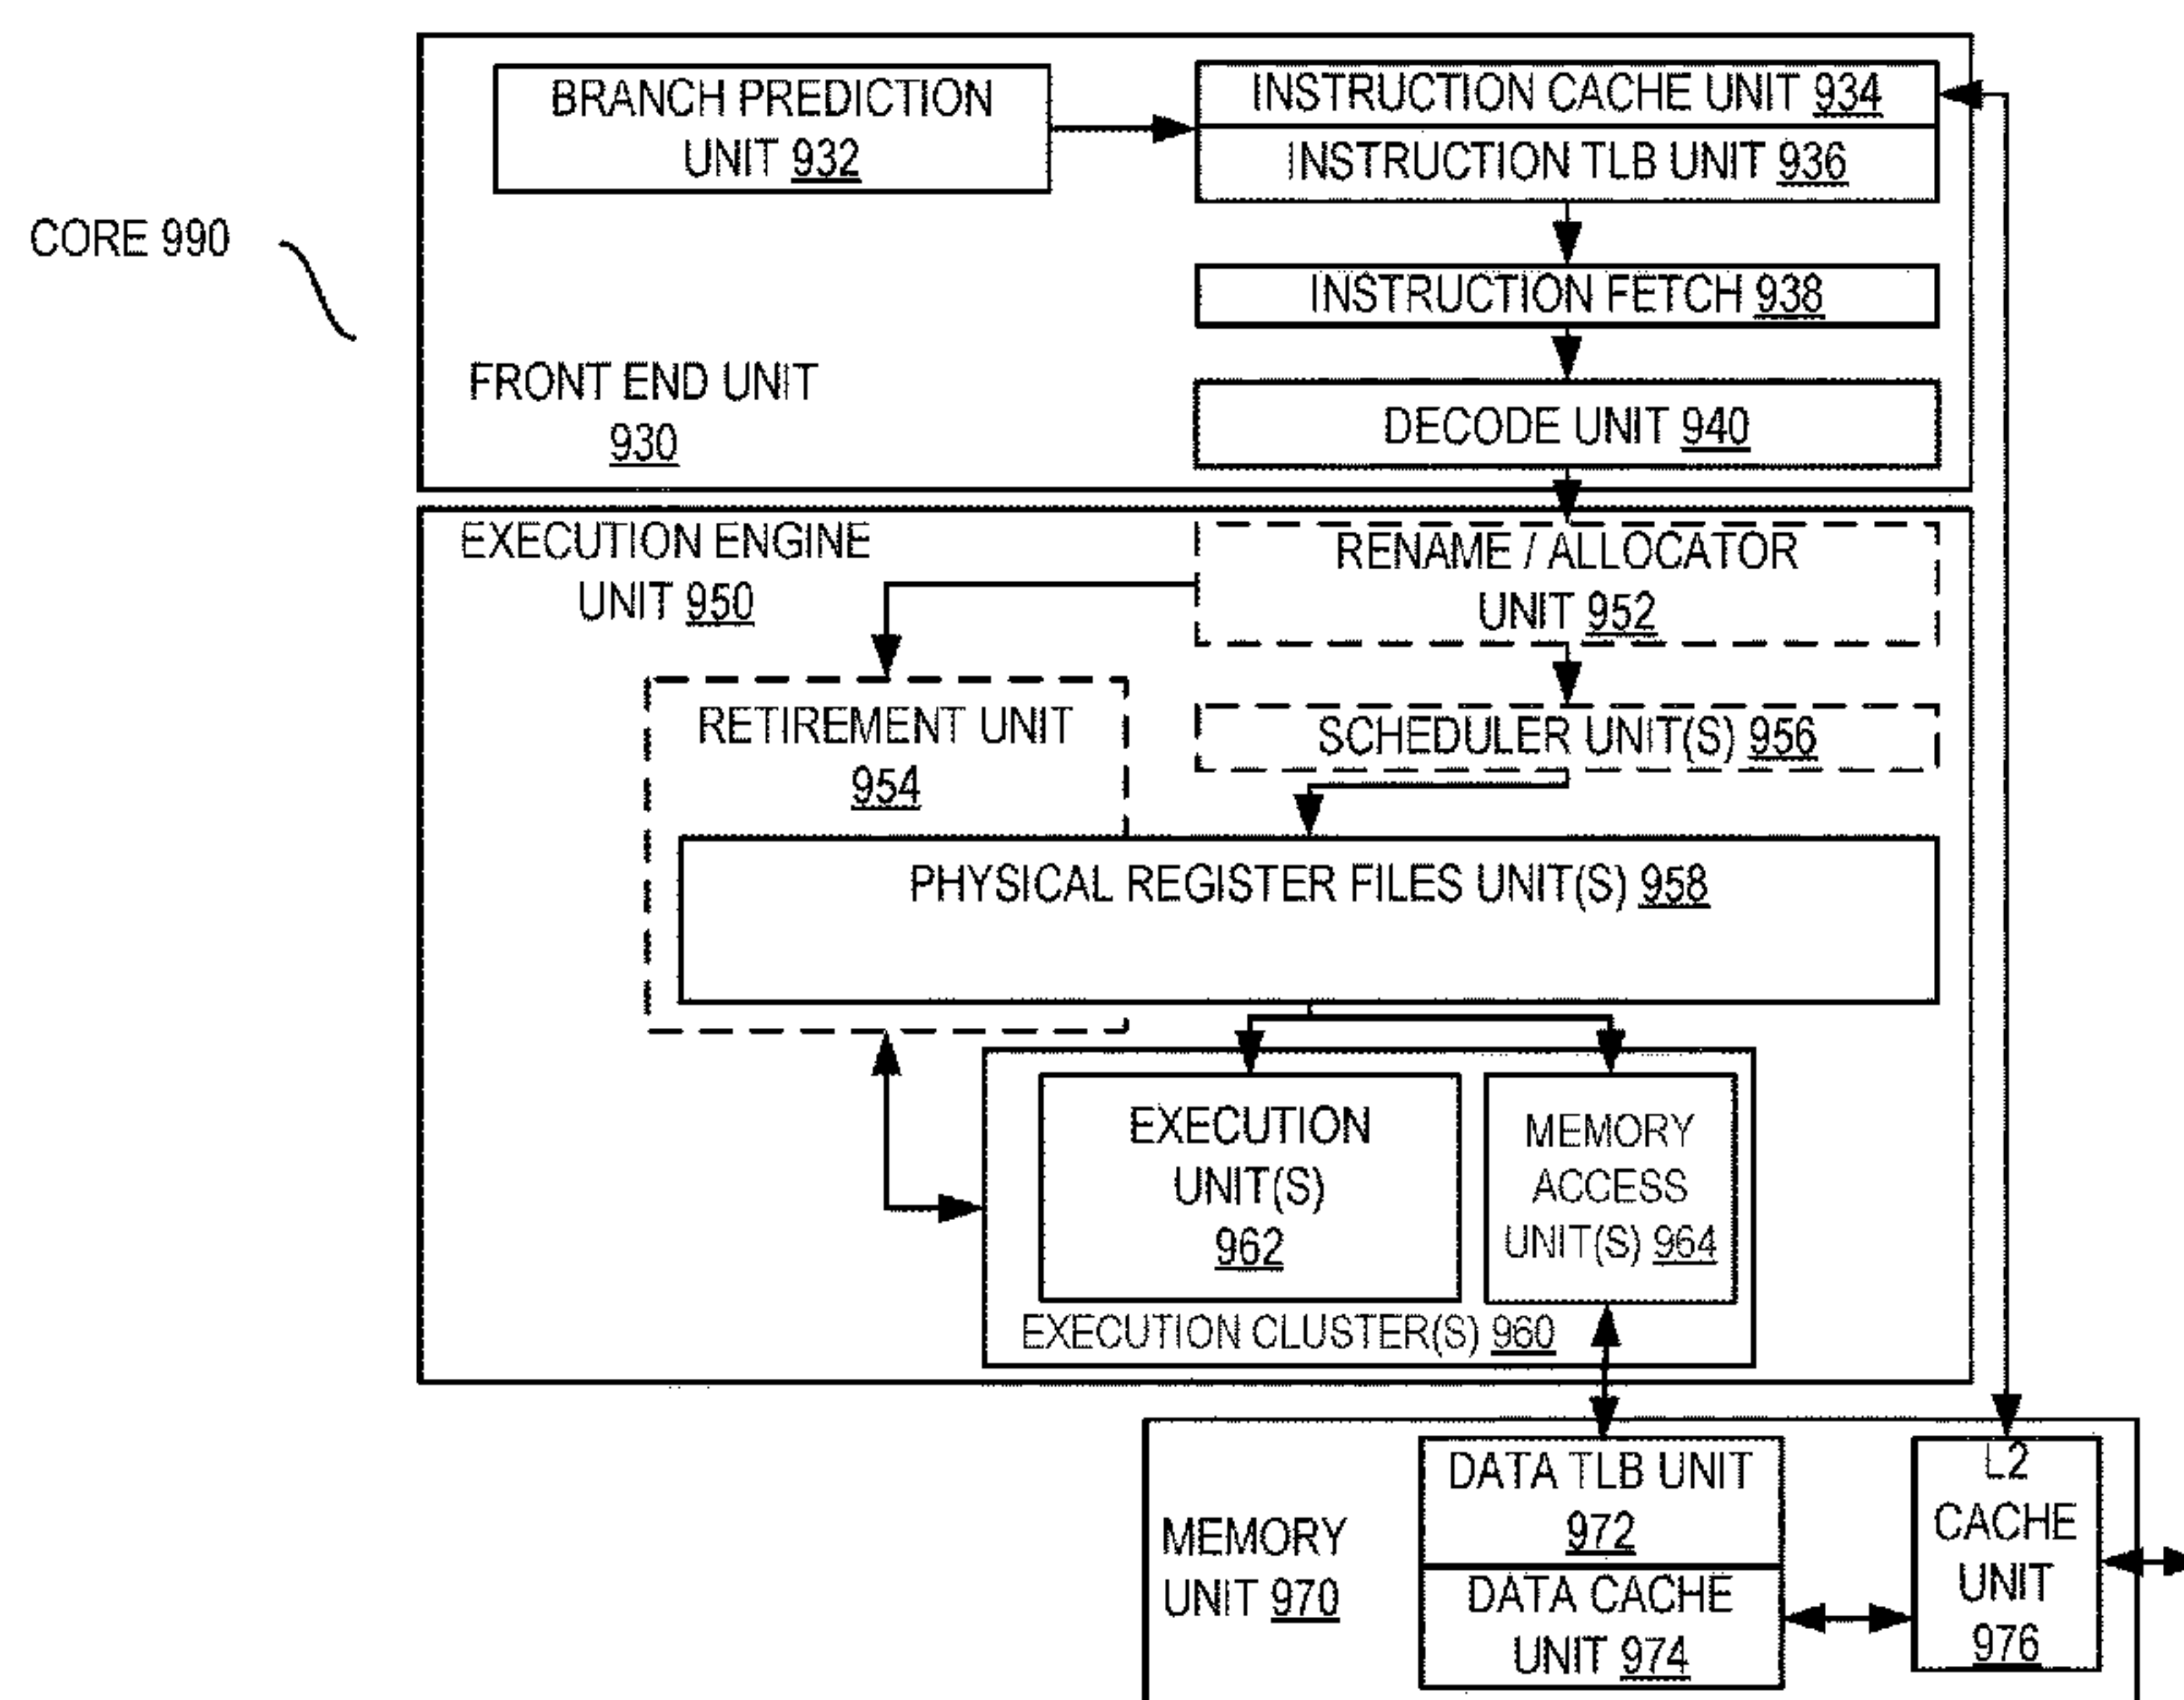 BRANCH PREDICTION
UNIT 932
INSTRUCTION CACHE UNIT 934
INSTRUCTION TLB UNIT 936
CORE 990
INSTRUCTION FETCH 938
FRONT END UNIT
930
DECODE UNIT 940
EXECUTION ENGINE
UNIT 950
RENAME / ALLOCATOR
UNIT 952
RETIREMENT UNIT
954
SCHEDULER UNIT(S) 956
PHYSICAL REGISTER FILES UNIT(S) 958
EXECUTION
UNIT(S)
962
MEMORY
ACCESS
UNIT(S) 964
EXECUTION CLUSTER(S) 960
MEMORY
UNIT 970
DATA TLB UNIT
972
DATA CACHE
UNIT 974
L2
CACHE
UNIT
976